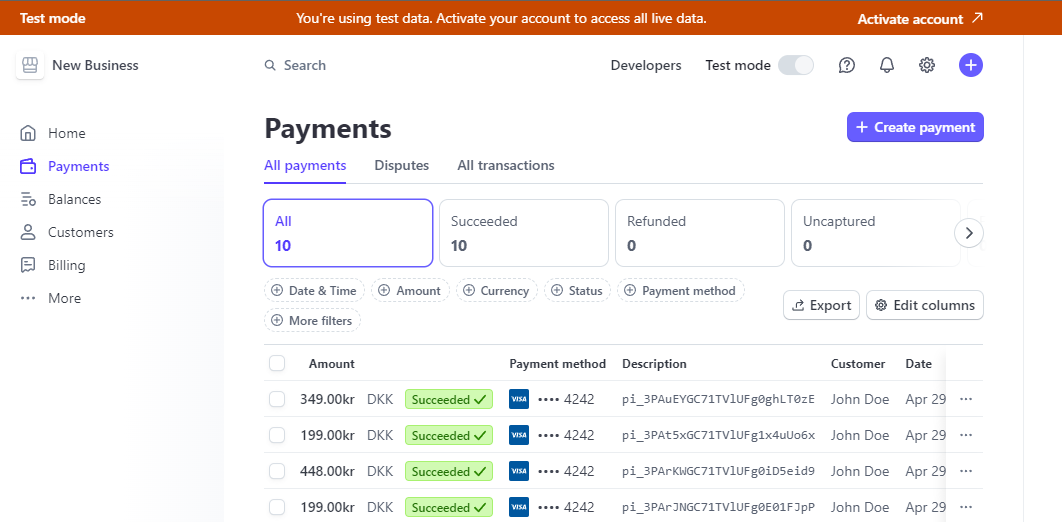 Test mode You're using test data. Activate your account to access all live data. Activate account
New Business Search Developers Test mode
Home
Payments
Balances
Customers
Billing
More
Payments
Create payment
All payments Disputes All transactions
All Succeeded Refunded Uncaptured
10 10 0 0
Date & Time Amount Currency Status Payment method
More filters
Export Edit columns
Amount Payment method Description Customer Date
349.00kr DKK Succeeded VISA •••• 4242 pi_3PAuEYGC71TVlUFg0ghLT0zE John Doe Apr 29
199.00kr DKK Succeeded VISA •••• 4242 pi_3PAt5xGC71TVlUFg1x4uUo6x John Doe Apr 29
448.00kr DKK Succeeded VISA •••• 4242 pi_3PArKWGC71TVlUFg0iD5eid9 John Doe Apr 29
199.00kr DKK Succeeded VISA •••• 4242 pi_3PArJNGC71TVlUFg0E01FJpP John Doe Apr 29